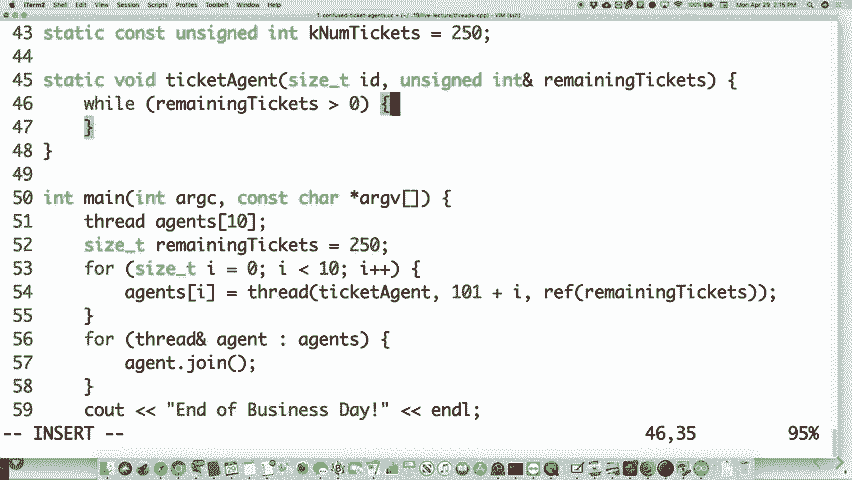 iTerm2 Shell Edit View Session Scripts Profiles Toolbelt Window Help 100% Mon Apr 29 2:15 PM
43 static const unsigned int kNumTickets = 250;
44
45 static void ticketAgent(size_t id, unsigned int& remainingTickets) {
46     while (remainingTickets > 0) {
47     }
48 }
49
50 int main(int argc, const char *argv[]) {
51     thread agents[10];
52     size_t remainingTickets = 250;
53     for (size_t i = 0; i < 10; i++) {
54         agents[i] = thread(ticketAgent, 101 + i, ref(remainingTickets));
55     }
56     for (thread& agent : agents) {
57         agent.join();
58     }
59     cout << "End of Business Day!" << endl;
-- INSERT -- 46,35 95%